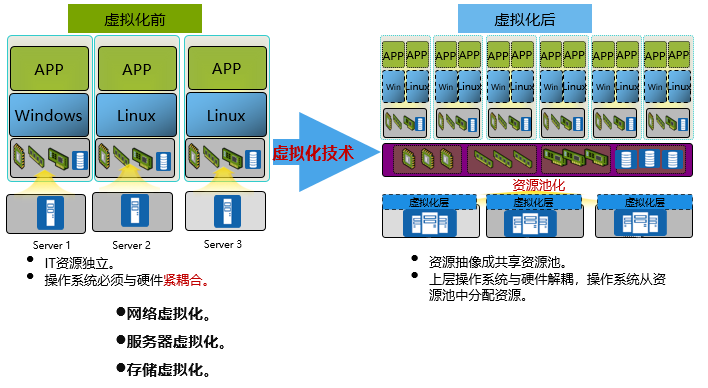 虚拟化前
虚拟化后
APP APP APP
Windows Linux Linux
Server 1 Server 2 Server 3
IT资源独立。
操作系统必须与硬件紧耦合。
虚拟化技术
APP APP APP APP APP APP APP APP APP APP APP APP
Win Linux Win Linux Win Linux Win Linux Win Linux Win Linux
资源池化
虚拟化层 虚拟化层 虚拟化层
资源抽像成共享资源池。
上层操作系统与硬件解耦，操作系统从资
源池中分配资源。
网络虚拟化。
服务器虚拟化。
存储虚拟化。